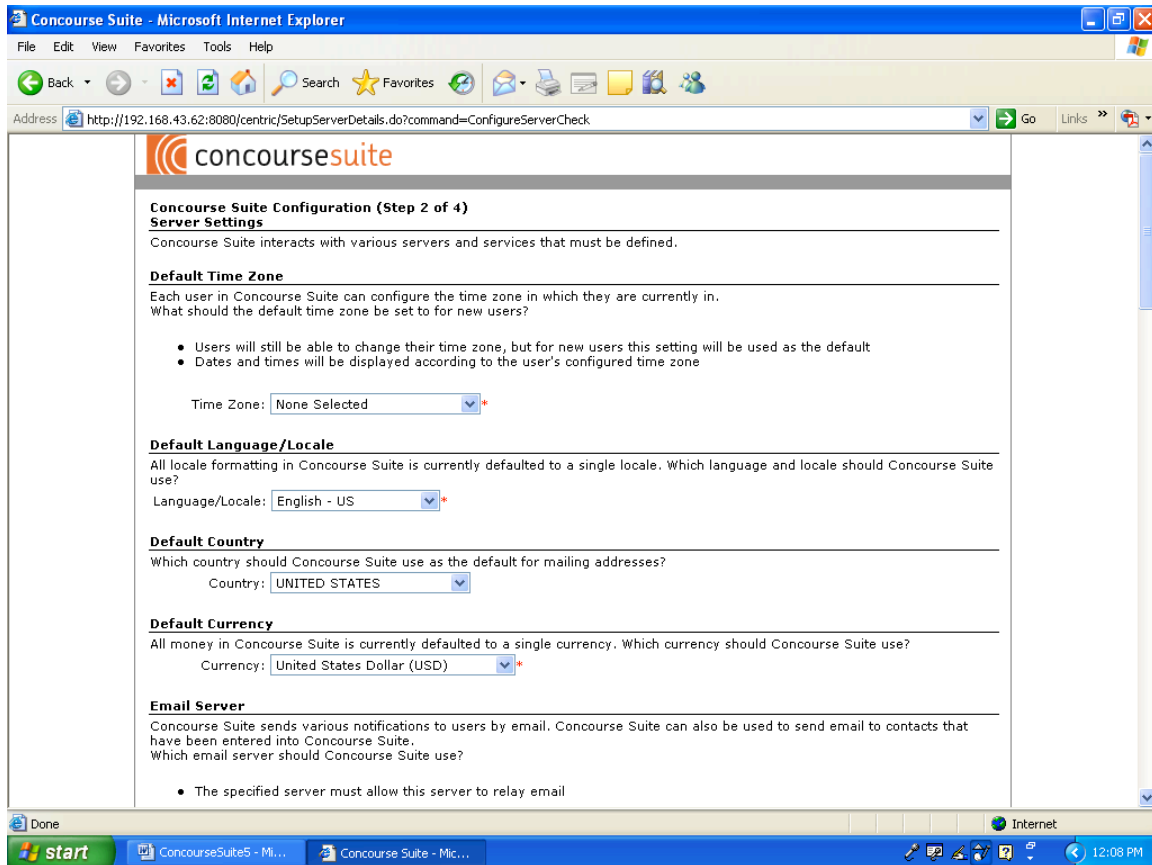 Concourse Suite - Microsoft Internet Explorer
File Edit View Favorites Tools Help
Back Search Favorites
Address http://192.168.43.62:8080/centric/SetupServerDetails.do?command=ConfigureServerCheck Go Links »
concoursesuite
Concourse Suite Configuration (Step 2 of 4)
Server Settings
Concourse Suite interacts with various servers and services that must be defined.
Default Time Zone
Each user in Concourse Suite can configure the time zone in which they are currently in.
What should the default time zone be set to for new users?
• Users will still be able to change their time zone, but for new users this setting will be used as the default
• Dates and times will be displayed according to the user's configured time zone
Time Zone: None Selected *
Default Language/Locale
All locale formatting in Concourse Suite is currently defaulted to a single locale. Which language and locale should Concourse Suite
use?
Language/Locale: English - US *
Default Country
Which country should Concourse Suite use as the default for mailing addresses?
Country: UNITED STATES
Default Currency
All money in Concourse Suite is currently defaulted to a single currency. Which currency should Concourse Suite use?
Currency: United States Dollar (USD) *
Email Server
Concourse Suite sends various notifications to users by email. Concourse Suite can also be used to send email to contacts that
have been entered into Concourse Suite.
Which email server should Concourse Suite use?
• The specified server must allow this server to relay email
Done Internet
start ConcourseSuite5 - Mi... Concourse Suite - Mic... 12:08 PM